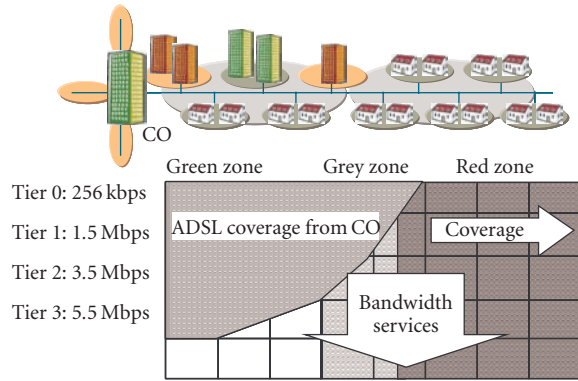 CO
Green zone
Grey zone
Red zone
Tier 0: 256 kbps
Tier 1: 1.5 Mbps
Tier 2: 3.5 Mbps
Tier 3: 5.5 Mbps
ADSL coverage from CO
Coverage
Bandwidth
services